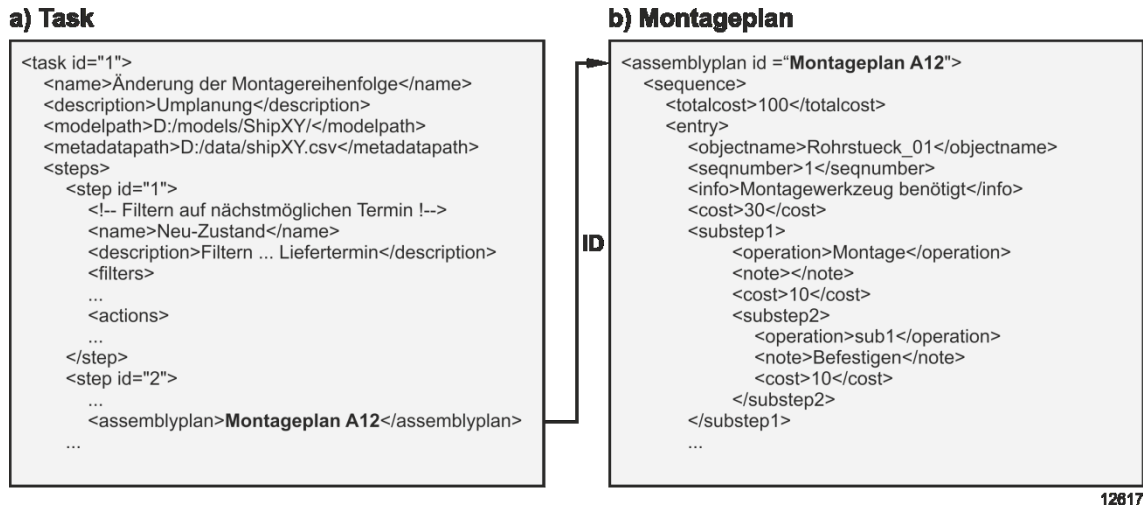 a) Task
<task id="1">
<name>Änderung der Montagereihenfolge</name>
<description>Umplanung</description>
<modelpath>D:/models/ShipXY/</modelpath>
<metadatapath>D:/data/shipXY.csv</metadatapath>
<steps>
<step id="1">
<!-- Filtern auf nächstmöglichen Termin !-->
<name>Neu-Zustand</name>
<description>Filtern ... Liefertermin</description>
<filters>
...
<actions>
...
</step>
<step id="2">
...
<assemblyplan>Montageplan A12</assemblyplan>
...
ID
b) Montageplan
<assemblyplan id =“Montageplan A12">
<sequence>
<totalcost>100</totalcost>
<entry>
<objectname>Rohrstueck_01</objectname>
<seqnumber>1</seqnumber>
<info>Montagewerkzeug benötigt</info>
<cost>30</cost>
<substep1>
<operation>Montage</operation>
<note></note>
<cost>10</cost>
<substep2>
<operation>sub1</operation>
<note>Befestigen</note>
<cost>10</cost>
</substep2>
</substep1>
...
12617